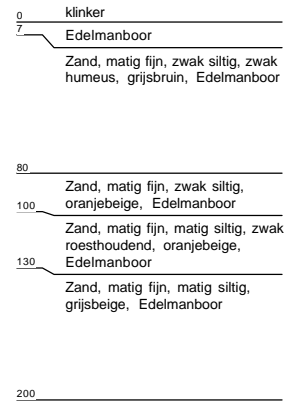 0
klinker
7
Edelmanboor
Zand, matig fijn, zwak siltig, zwak
humeus, grijsbruin, Edelmanboor
80
Zand, matig fijn, zwak siltig,
oranjebeige, Edelmanboor
100
Zand, matig fijn, matig siltig, zwak
roesthoudend, oranjebeige,
Edelmanboor
130
Zand, matig fijn, matig siltig,
grijsbeige, Edelmanboor
200